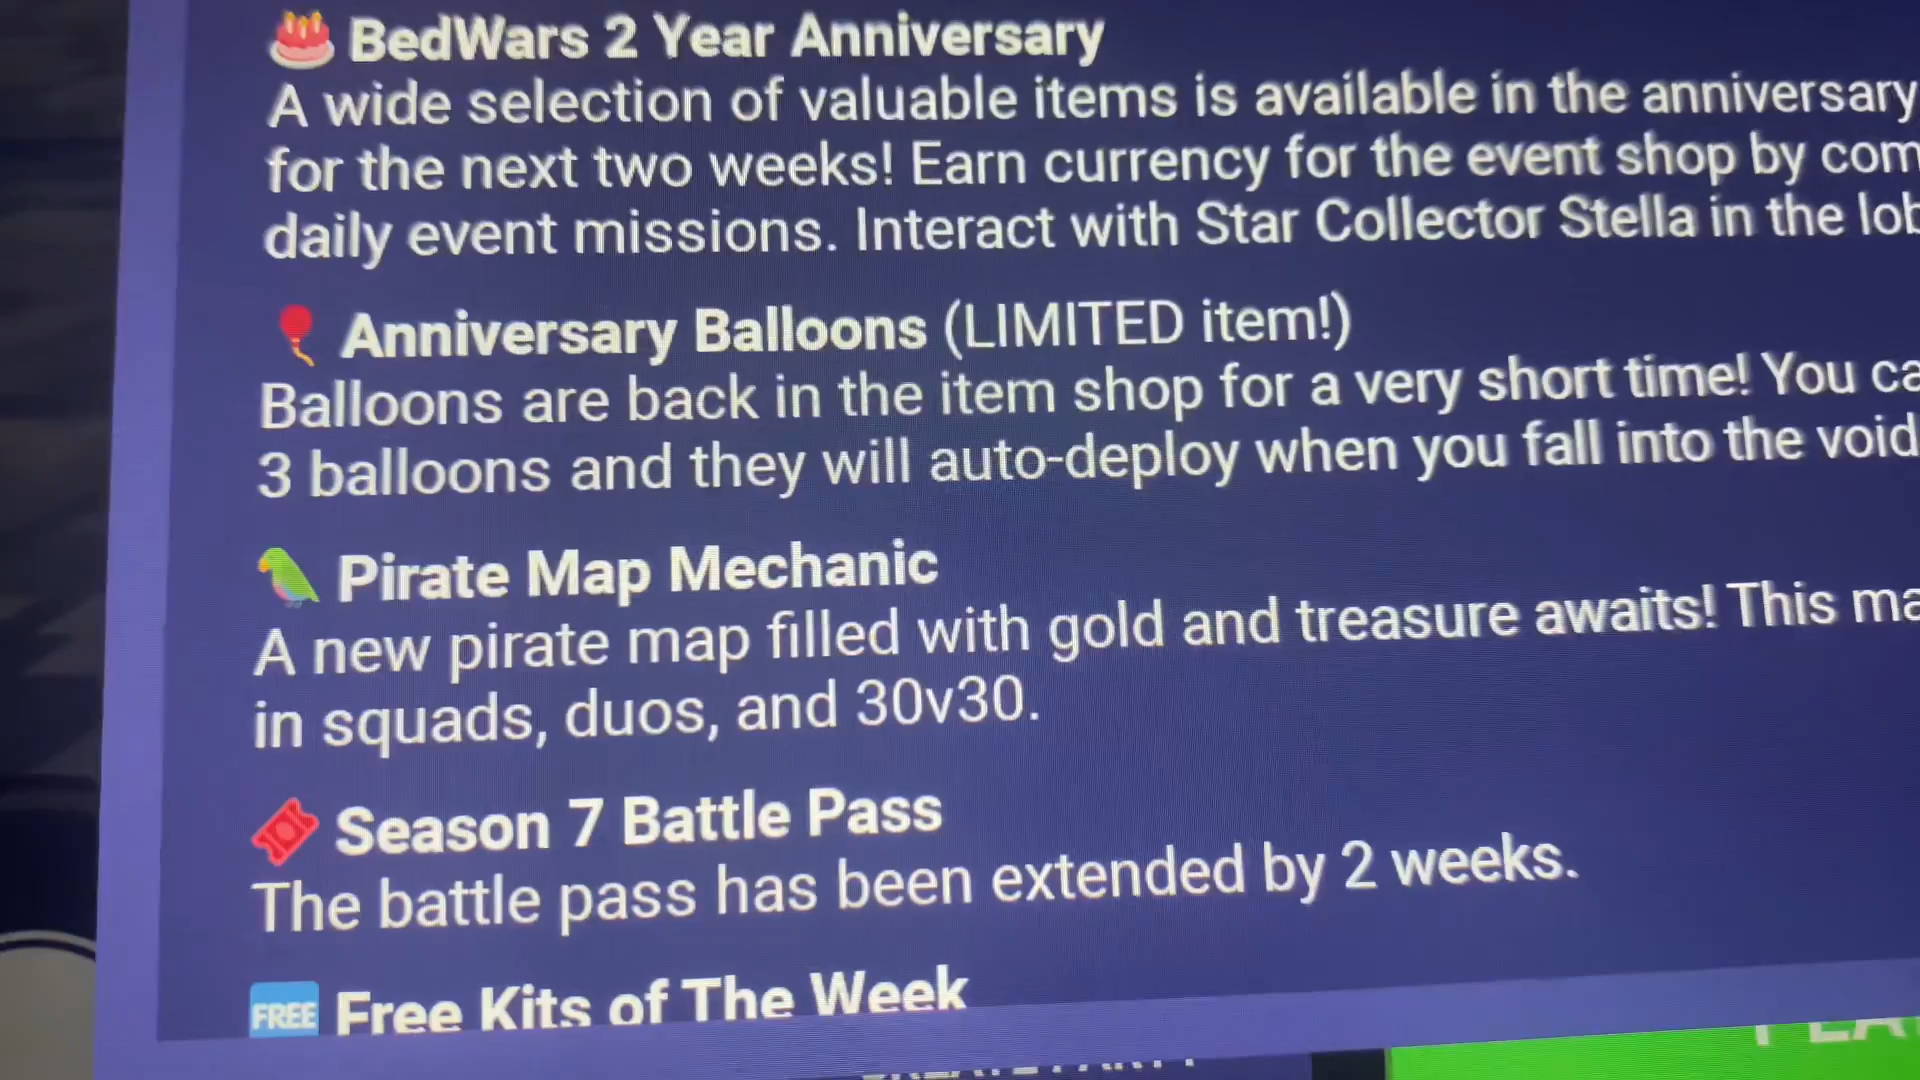 BedWars 2 Year Anniversary
A wide selection of valuable items is available in the anniversary
for the next two weeks! Earn currency for the event shop by com
daily event missions. Interact with Star Collector Stella in the lob
Anniversary Balloons (LIMITED item!)
Balloons are back in the item shop for a very short time! You ca
3 balloons and they will auto-deploy when you fall into the void
Pirate Map Mechanic
A new pirate map filled with gold and treasure awaits! This ma
in squads, duos, and 30v30.
Season 7 Battle Pass
The battle pass has been extended by 2 weeks.
FREE Free Kits of The Week